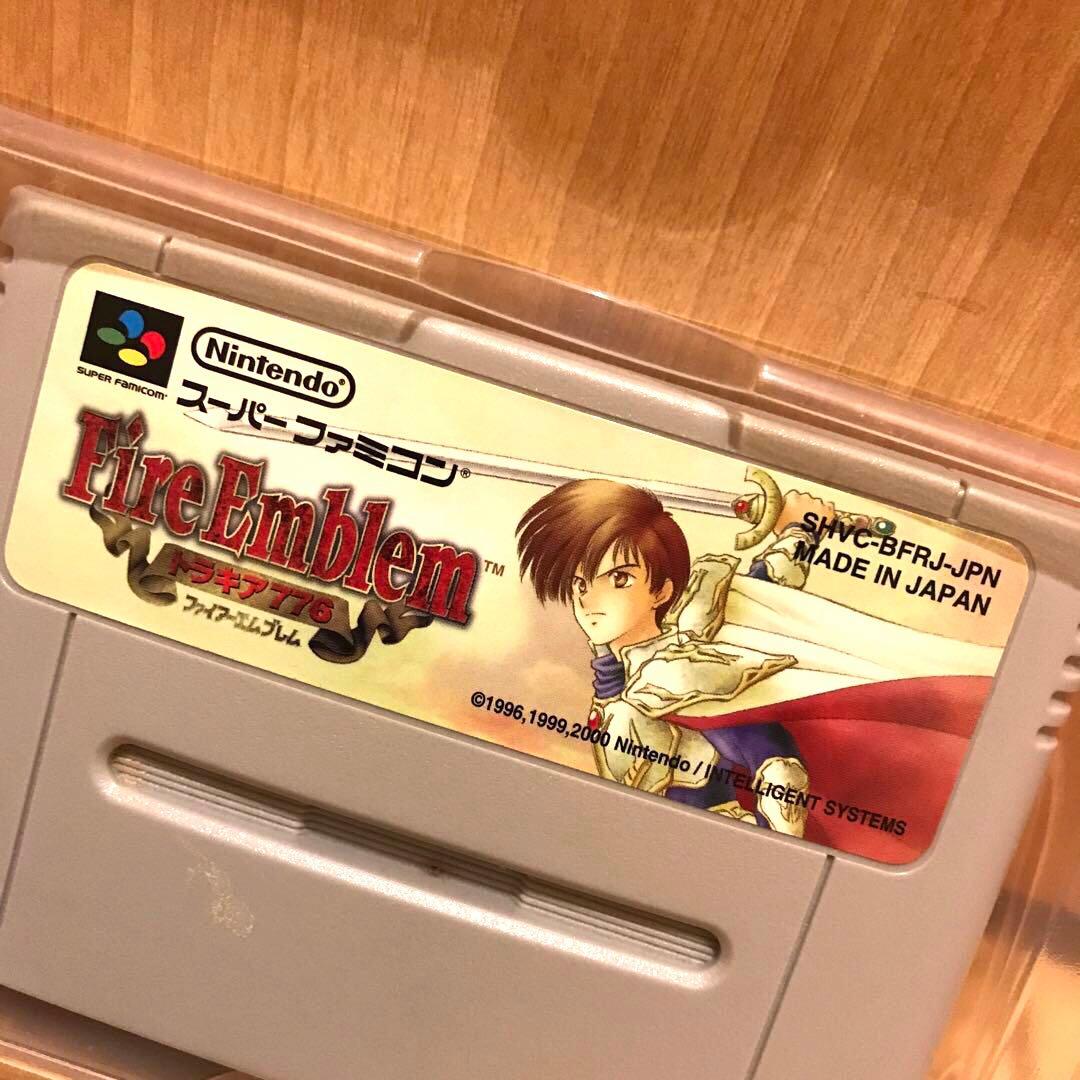 SUPER FAMICOM
Nintendo®
スーパーファミコン®
Fire Emblem™
トラキア776
ファイアーエムブレム
SHVC-BFRJ-JPN
MADE IN JAPAN
©1996,1999,2000 Nintendo / INTELLIGENT SYSTEMS